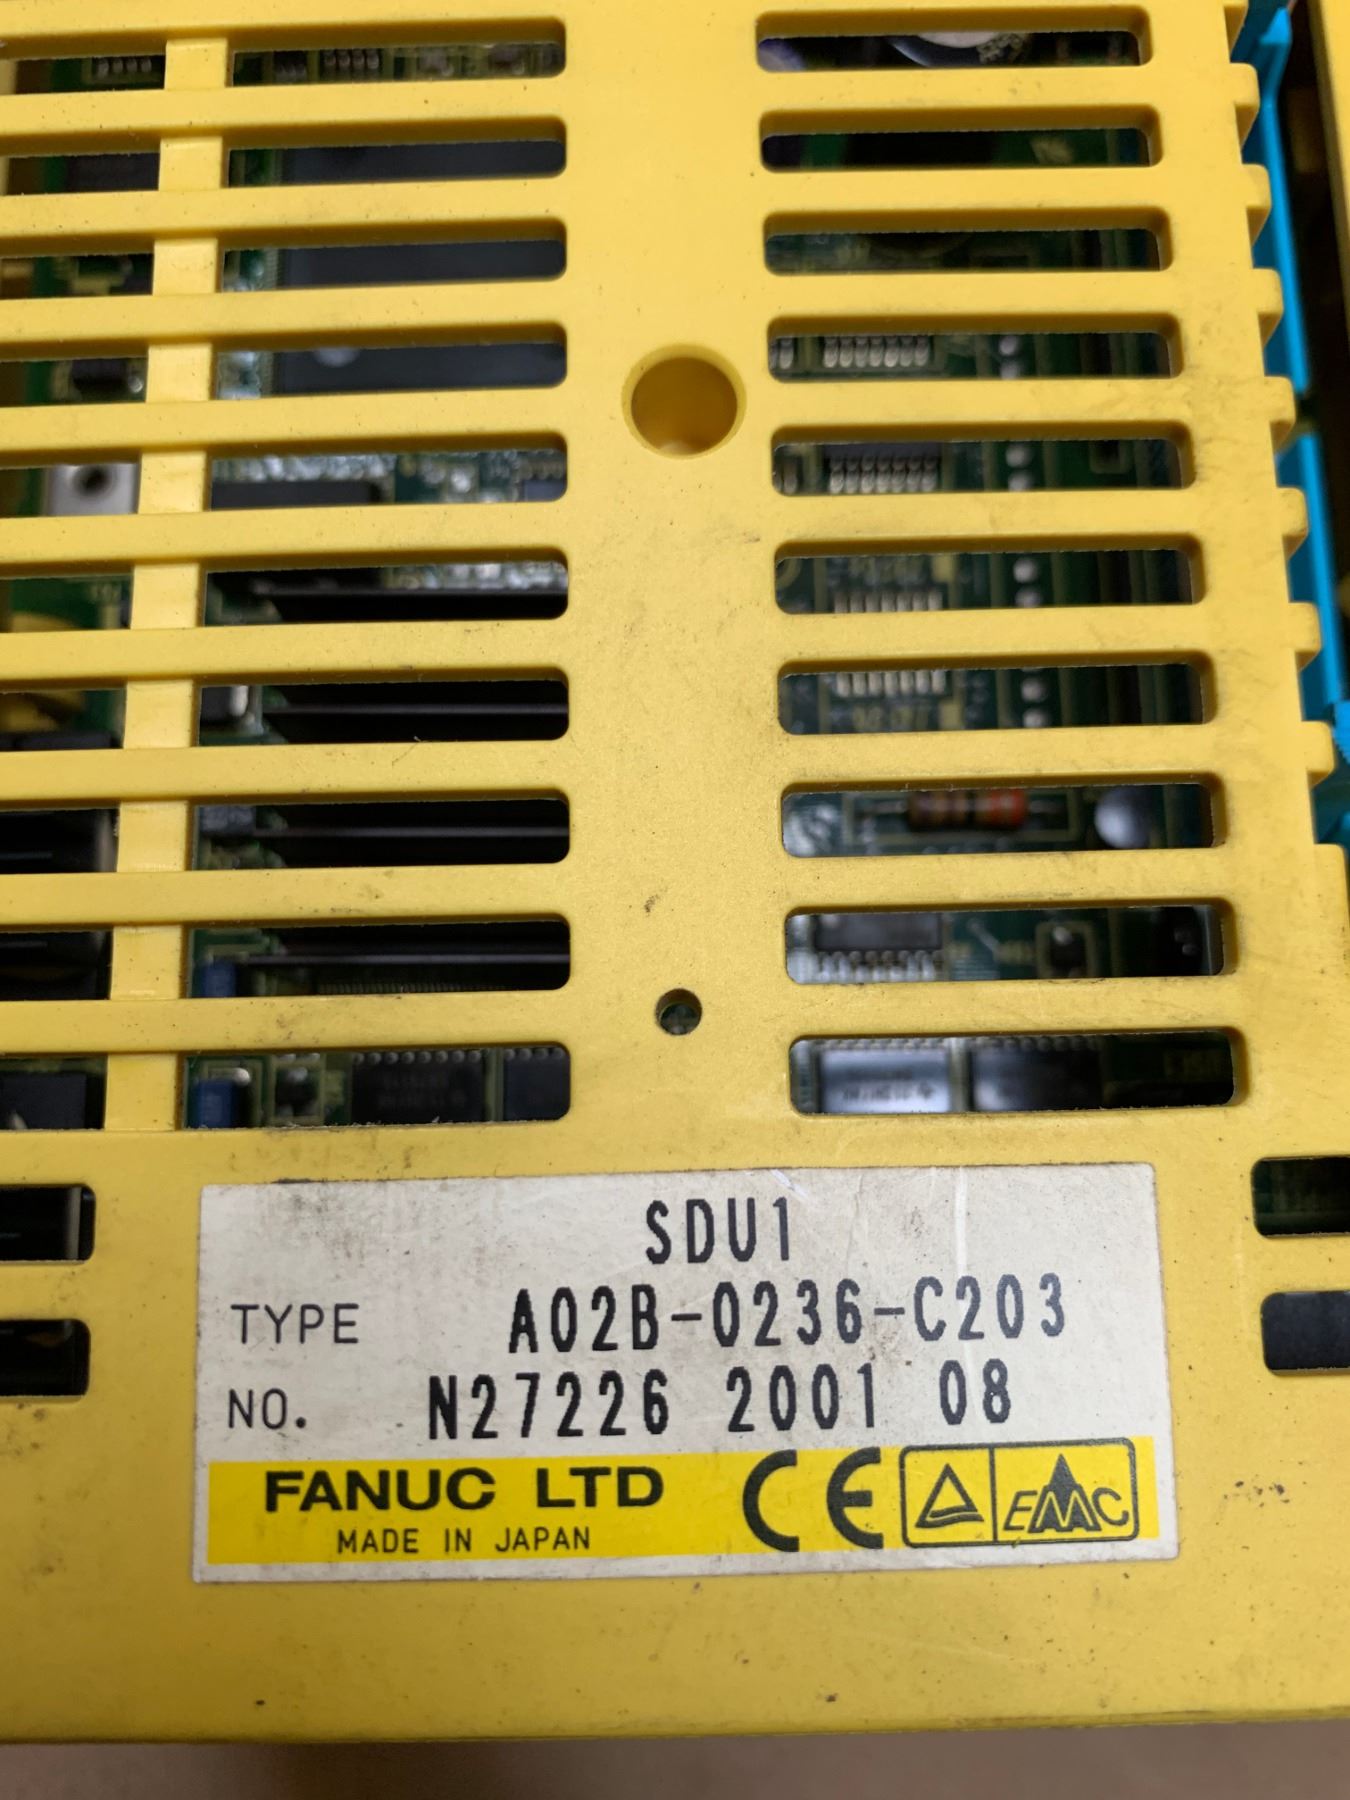 SDU1
TYPE A02B-0236-C203
NO. N27226 2001 08
FANUC LTD
MADE IN JAPAN
CE EMC